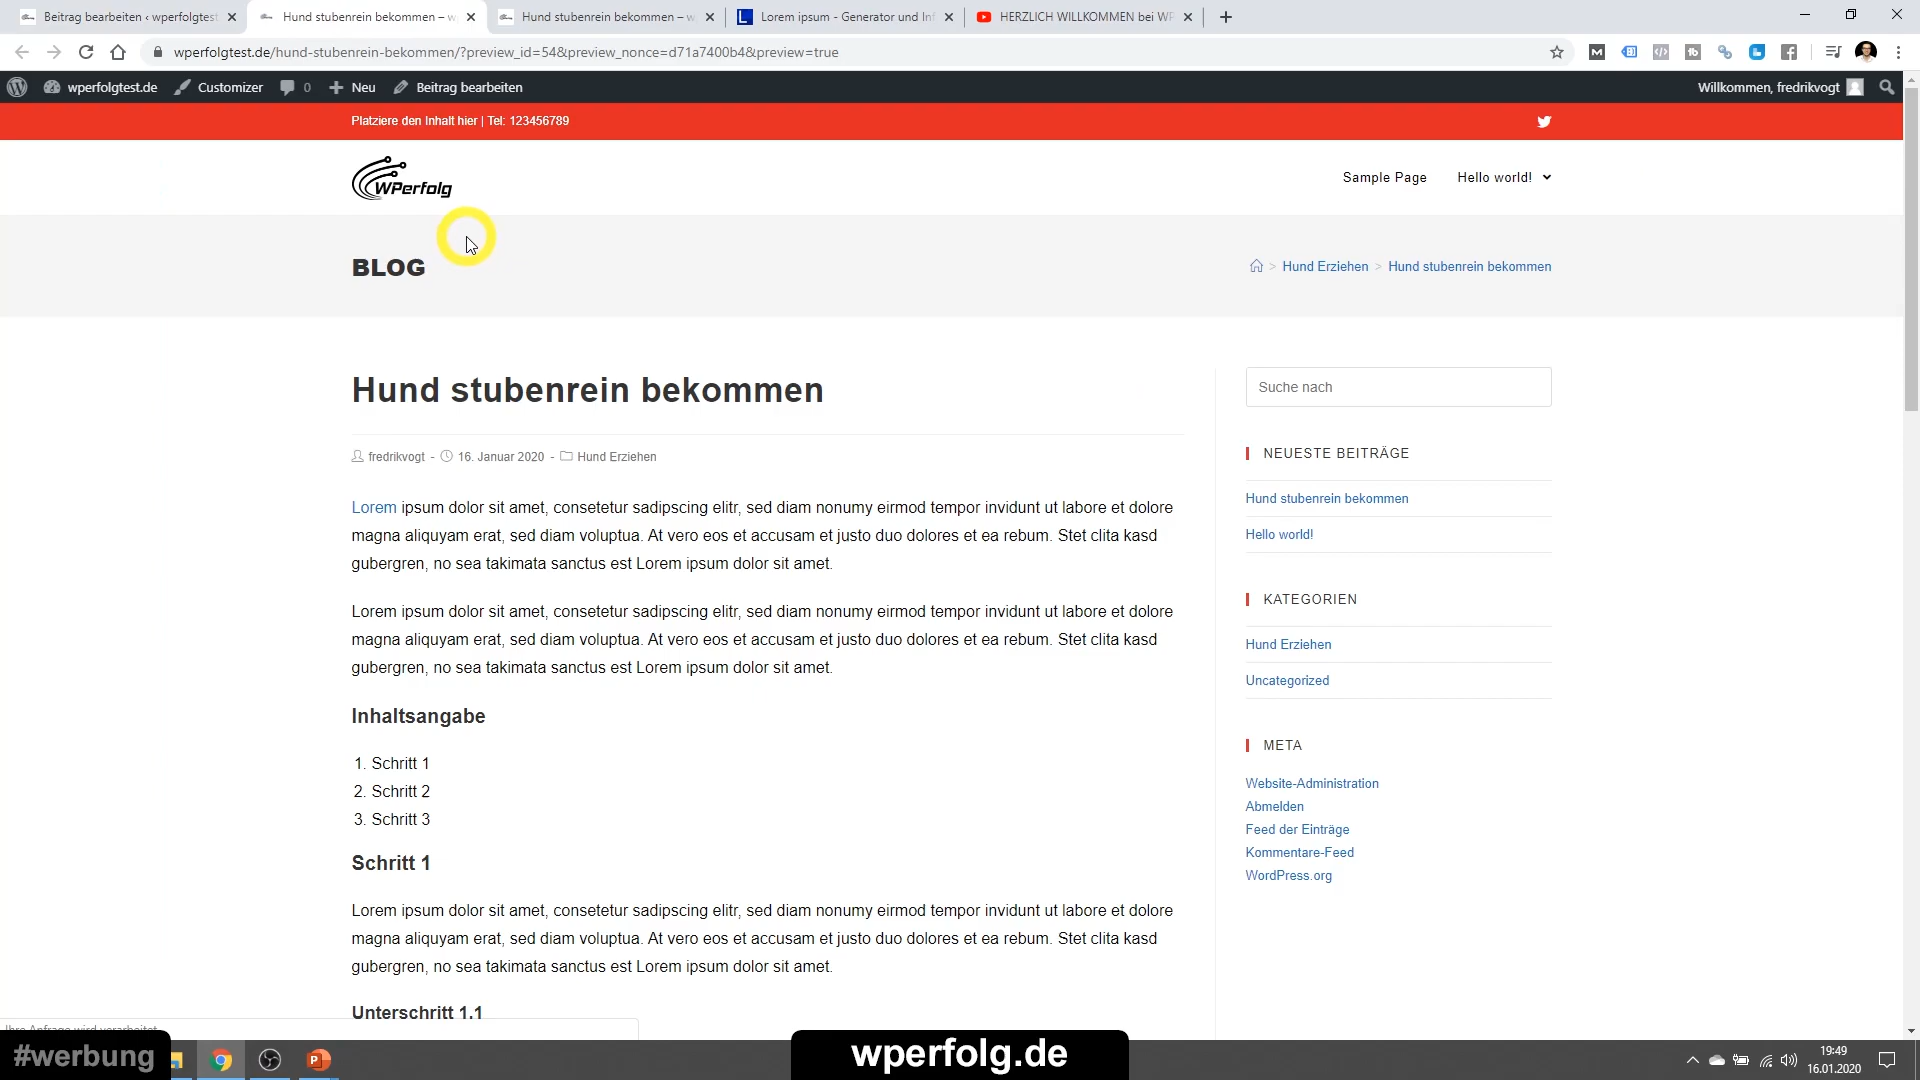 Beitrag bearbeiten ‹ wperfolgtest
Hund stubenrein bekommen – w
Hund stubenrein bekommen – w
Lorem ipsum - Generator und Inf
HERZLICH WILLKOMMEN bei WP
wperfolgtest.de/hund-stubenrein-bekommen/?preview_id=54&preview_nonce=d71a7400b4&preview=true
wperfolgtest.de
Customizer
0
Neu
Beitrag bearbeiten
Willkommen, fredrikvogt
Platziere den Inhalt hier | Tel: 123456789
WPerfolg
Sample Page
Hello world!
BLOG
> Hund Erziehen > Hund stubenrein bekommen
Hund stubenrein bekommen
fredrikvogt - 16. Januar 2020 - Hund Erziehen
Lorem ipsum dolor sit amet, consetetur sadipscing elitr, sed diam nonumy eirmod tempor invidunt ut labore et dolore
magna aliquyam erat, sed diam voluptua. At vero eos et accusam et justo duo dolores et ea rebum. Stet clita kasd
gubergren, no sea takimata sanctus est Lorem ipsum dolor sit amet.
Lorem ipsum dolor sit amet, consetetur sadipscing elitr, sed diam nonumy eirmod tempor invidunt ut labore et dolore
magna aliquyam erat, sed diam voluptua. At vero eos et accusam et justo duo dolores et ea rebum. Stet clita kasd
gubergren, no sea takimata sanctus est Lorem ipsum dolor sit amet.
Inhaltsangabe
1. Schritt 1
2. Schritt 2
3. Schritt 3
Schritt 1
Lorem ipsum dolor sit amet, consetetur sadipscing elitr, sed diam nonumy eirmod tempor invidunt ut labore et dolore
magna aliquyam erat, sed diam voluptua. At vero eos et accusam et justo duo dolores et ea rebum. Stet clita kasd
gubergren, no sea takimata sanctus est Lorem ipsum dolor sit amet.
Unterschritt 1.1
Suche nach
NEUESTE BEITRÄGE
Hund stubenrein bekommen
Hello world!
KATEGORIEN
Hund Erziehen
Uncategorized
META
Website-Administration
Abmelden
Feed der Einträge
Kommentare-Feed
WordPress.org
#werbung
wperfolg.de
19:49
16.01.2020